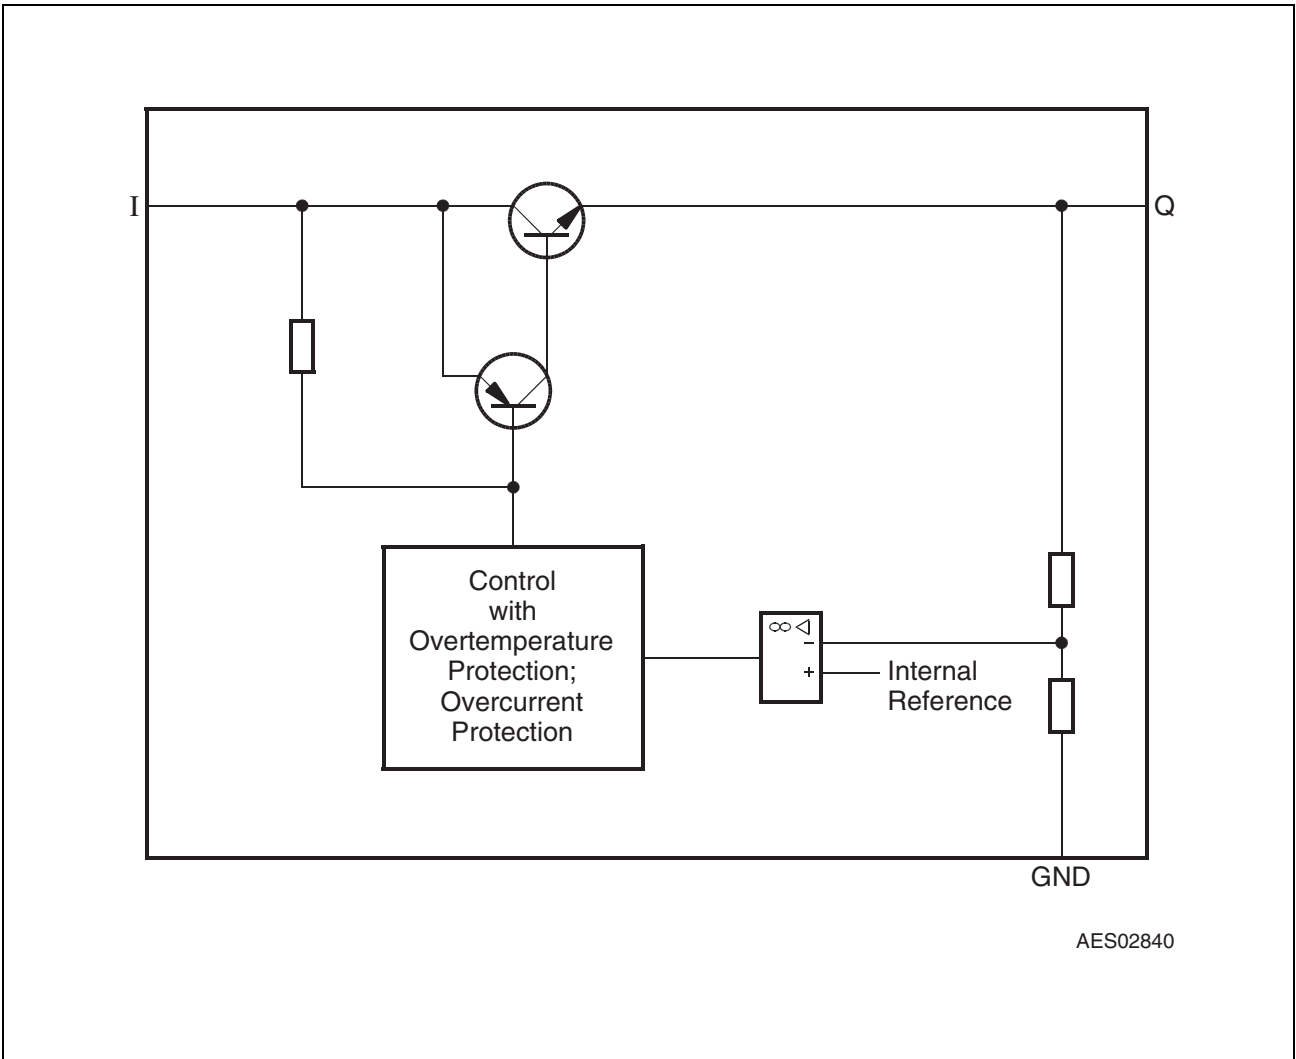 I
Q
Control
with
Overtemperature
Protection;
Overcurrent
Protection
∞ ◁
−
+
Internal
Reference
GND
AES02840